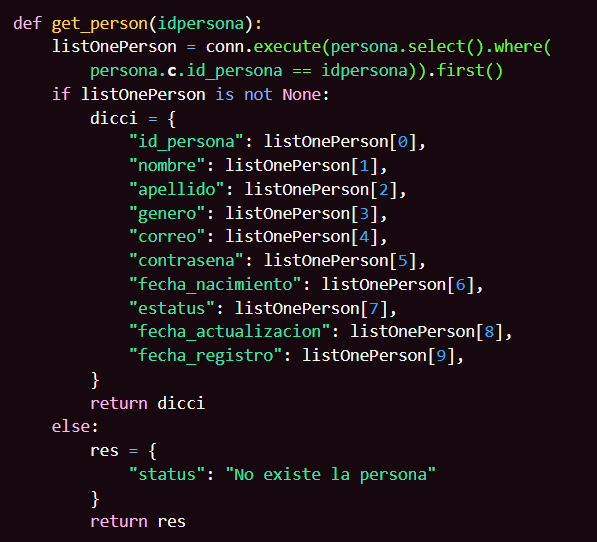 def get_person(idpersona):
    listOnePerson = conn.execute(persona.select().where(
        persona.c.id_persona == idpersona)).first()
    if listOnePerson is not None:
        dicci = {
            "id_persona": listOnePerson[0],
            "nombre": listOnePerson[1],
            "apellido": listOnePerson[2],
            "genero": listOnePerson[3],
            "correo": listOnePerson[4],
            "contrasena": listOnePerson[5],
            "fecha_nacimiento": listOnePerson[6],
            "estatus": listOnePerson[7],
            "fecha_actualizacion": listOnePerson[8],
            "fecha_registro": listOnePerson[9],
        }
        return dicci
    else:
        res = {
            "status": "No existe la persona"
        }
        return res